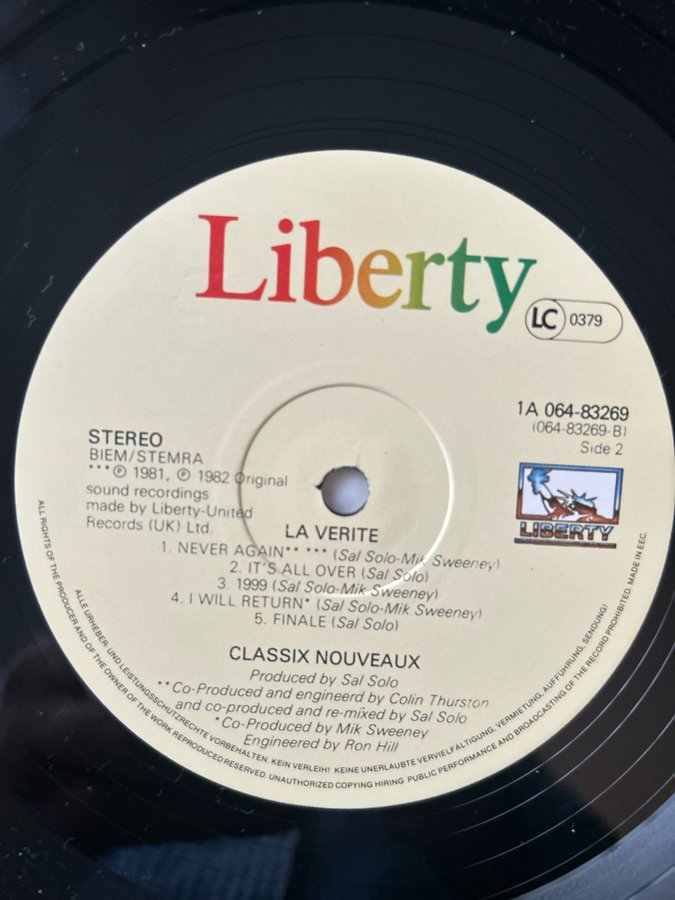 Liberty
LC 0379
1A 064-83269
(064-83269-B)
Side 2
STEREO
BIEM/STEMRA
*** ℗ 1981, ℗ 1982 Original
sound recordings
made by Liberty-United
Records (UK) Ltd.
LIBERTY
LA VERITE
1. NEVER AGAIN** *** (Sal Solo-Mik Sweeney)
2. IT'S ALL OVER (Sal Solo)
3. 1999 (Sal Solo-Mik Sweeney)
4. I WILL RETURN* (Sal Solo-Mik Sweeney)
5. FINALE (Sal Solo)
CLASSIX NOUVEAUX
Produced by Sal Solo
**Co-Produced and engineerd by Colin Thurston
and co-produced and re-mixed by Sal Solo
*Co-Produced by Mik Sweeney
Engineered by Ron Hill
ALLE URHEBER- UND LEISTUNGSSCHUTZRECHTE VORBEHALTEN. KEIN VERLEIH! KEINE UNERLAUBTE VERVIELFÄLTIGUNG, VERMIETUNG, AUFFÜHRUNG, SENDUNG!
ALL RIGHTS OF THE PRODUCER AND OF THE OWNER OF THE WORK REPRODUCED RESERVED. UNAUTHORIZED COPYING HIRING PUBLIC PERFORMANCE AND BROADCASTING OF THE RECORD PROHIBITED. MADE IN EEC.